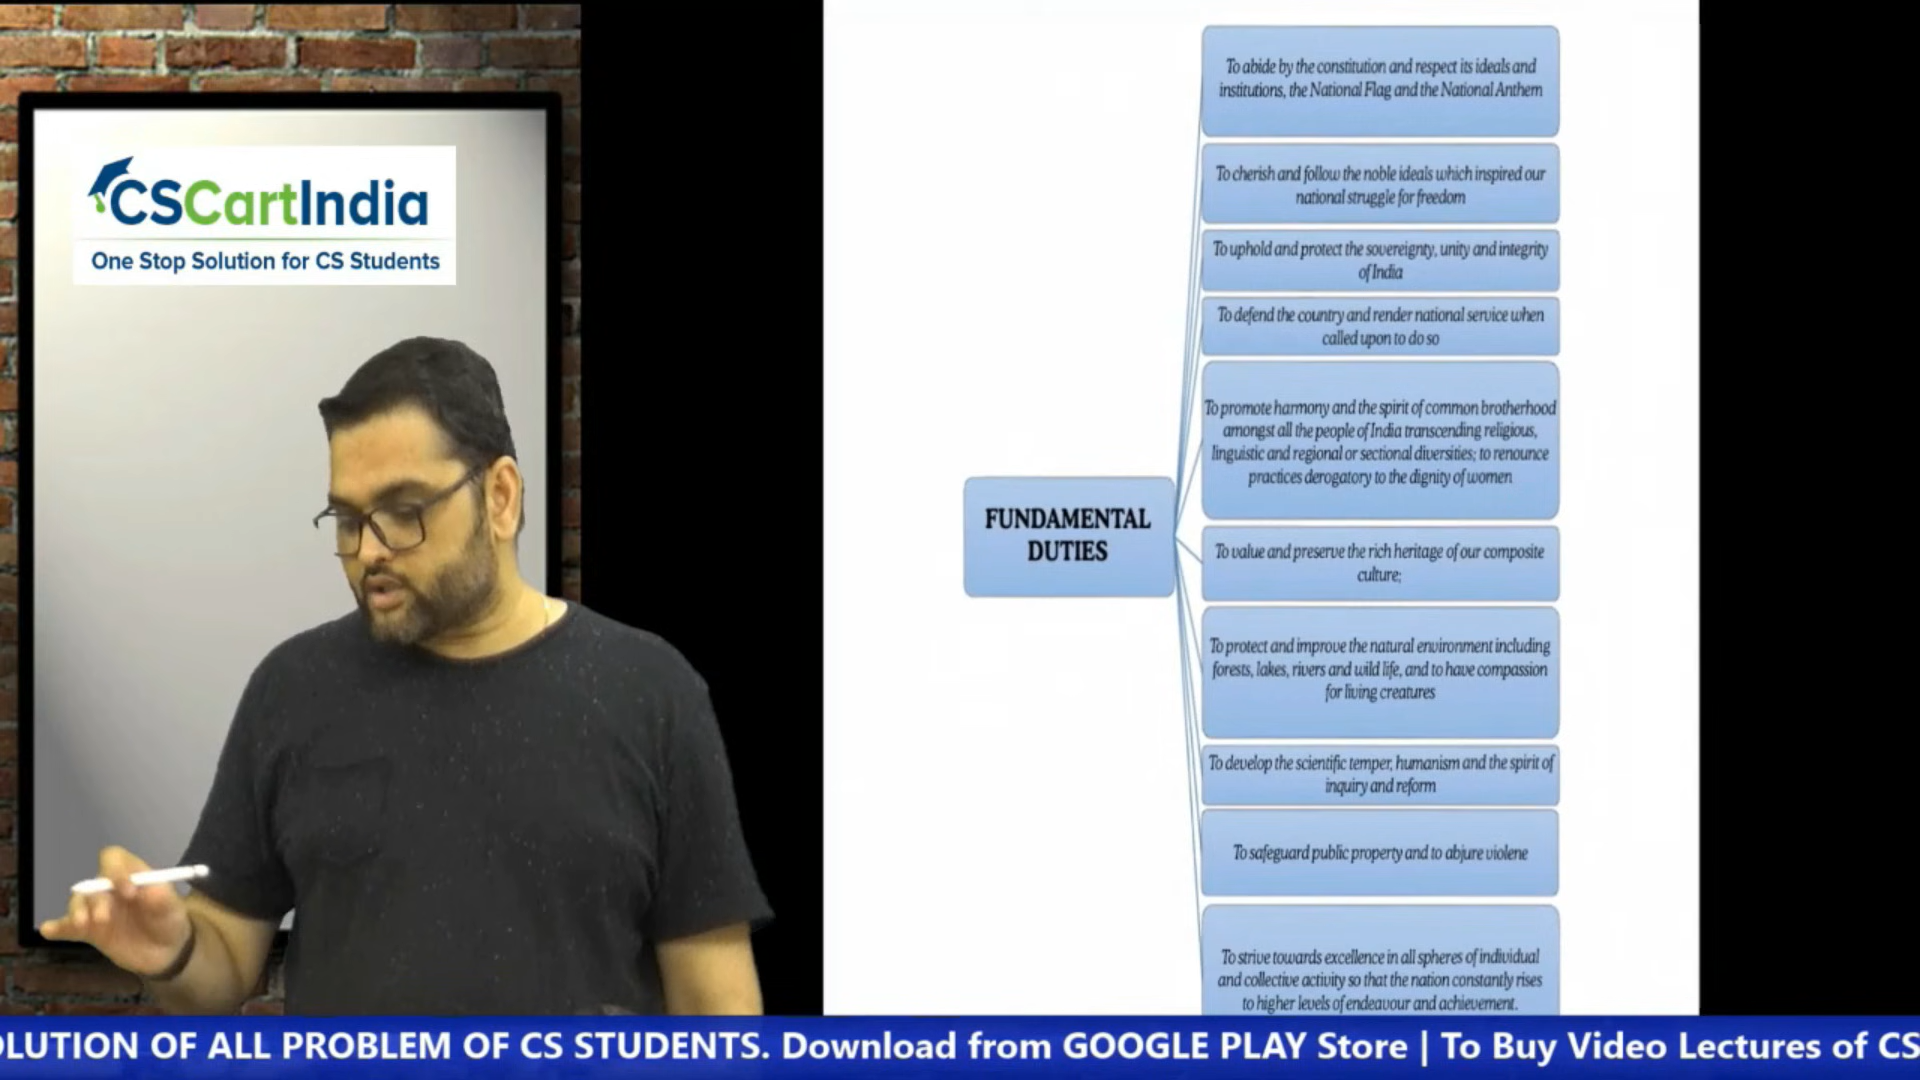 CSCartIndia
One Stop Solution for CS Students
To abide by the constitution and respect its ideals and
institutions, the National Flag and the National Anthem
To cherish and follow the noble ideals which inspired our
national struggle for freedom
To uphold and protect the sovereignty, unity and integrity
of India
To defend the country and render national service when
called upon to do so
To promote harmony and the spirit of common brotherhood
amongst all the people of India transcending religious,
linguistic and regional or sectional diversities; to renounce
practices derogatory to the dignity of women
FUNDAMENTAL
DUTIES
To value and preserve the rich heritage of our composite
culture;
To protect and improve the natural environment including
forests, lakes, rivers and wild life, and to have compassion
for living creatures
To develop the scientific temper, humanism and the spirit of
inquiry and reform
To safeguard public property and to abjure violene
To strive towards excellence in all spheres of individual
and collective activity so that the nation constantly rises
to higher levels of endeavour and achievement.
OLUTION OF ALL PROBLEM OF CS STUDENTS. Download from GOOGLE PLAY Store | To Buy Video Lectures of CS